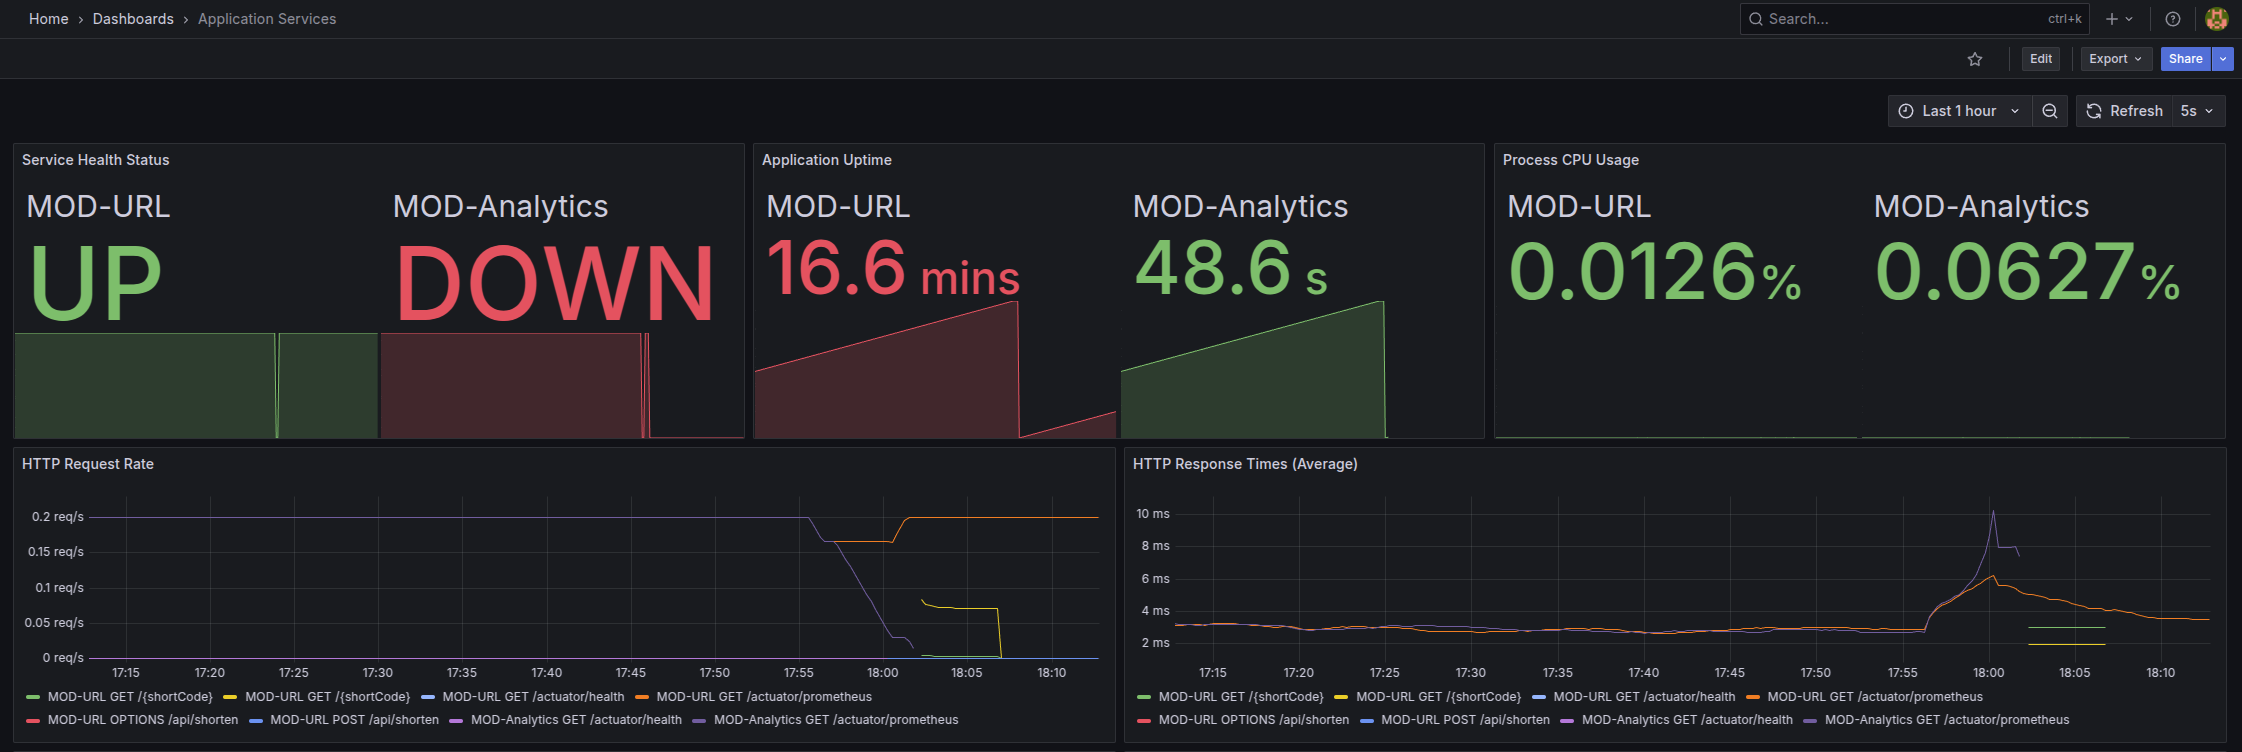 Home › Dashboards › Application Services
Search... ctrl+k
Edit Export Share
Last 1 hour Refresh 5s
Service Health Status
MOD-URL
UP
MOD-Analytics
DOWN
Application Uptime
MOD-URL
16.6 mins
MOD-Analytics
48.6 s
Process CPU Usage
MOD-URL
0.0126%
MOD-Analytics
0.0627%
HTTP Request Rate
0.2 req/s
0.15 req/s
0.1 req/s
0.05 req/s
0 req/s
17:15 17:20 17:25 17:30 17:35 17:40 17:45 17:50 17:55 18:00 18:05 18:10
MOD-URL GET /{shortCode} MOD-URL GET /{shortCode} MOD-URL GET /actuator/health MOD-URL GET /actuator/prometheus
MOD-URL OPTIONS /api/shorten MOD-URL POST /api/shorten MOD-Analytics GET /actuator/health MOD-Analytics GET /actuator/prometheus
HTTP Response Times (Average)
10 ms
8 ms
6 ms
4 ms
2 ms
17:15 17:20 17:25 17:30 17:35 17:40 17:45 17:50 17:55 18:00 18:05 18:10
MOD-URL GET /{shortCode} MOD-URL GET /{shortCode} MOD-URL GET /actuator/health MOD-URL GET /actuator/prometheus
MOD-URL OPTIONS /api/shorten MOD-URL POST /api/shorten MOD-Analytics GET /actuator/health MOD-Analytics GET /actuator/prometheus